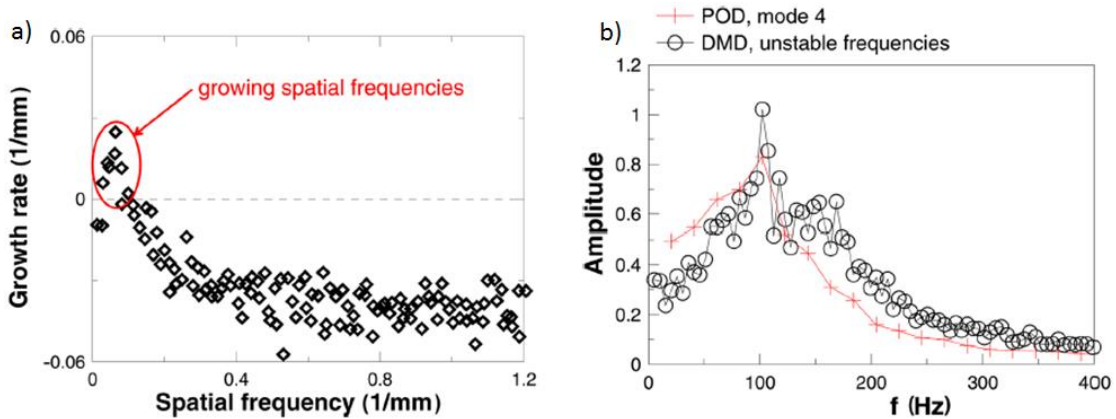 a)
0.06
0
-0.06
Growth rate (1/mm)
growing spatial frequencies
0 0.4 0.8 1.2
Spatial frequency (1/mm)
b)
POD, mode 4
DMD, unstable frequencies
1.2
1
0.8
0.6
0.4
0.2
0
Amplitude
0 100 200 300 400
f (Hz)